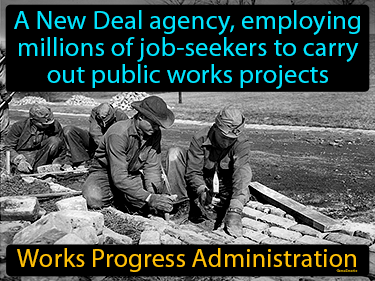 A New Deal agency, employing
millions of job-seekers to carry
out public works projects
Works Progress Administration